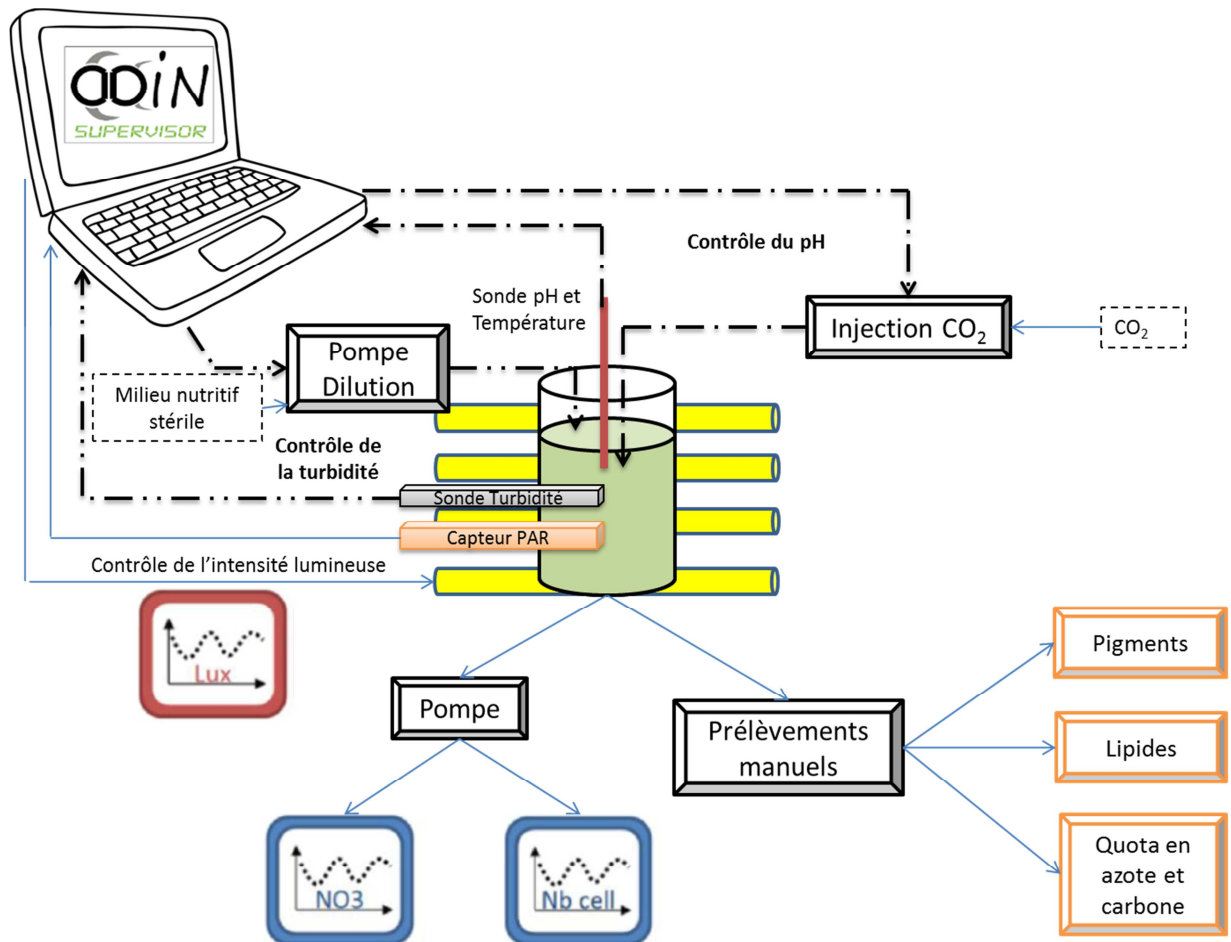 ODiN
SUPERVISOR
Contrôle du pH
Sonde pH et
Température
Injection CO₂
CO₂
Pompe
Dilution
Milieu nutritif
stérile
Contrôle de
la turbidité
Sonde Turbidité
Capteur PAR
Contrôle de l'intensité lumineuse
Lux
Pompe
Prélèvements
manuels
Pigments
Lipides
Quota en
azote et
carbone
NO3
Nb cell